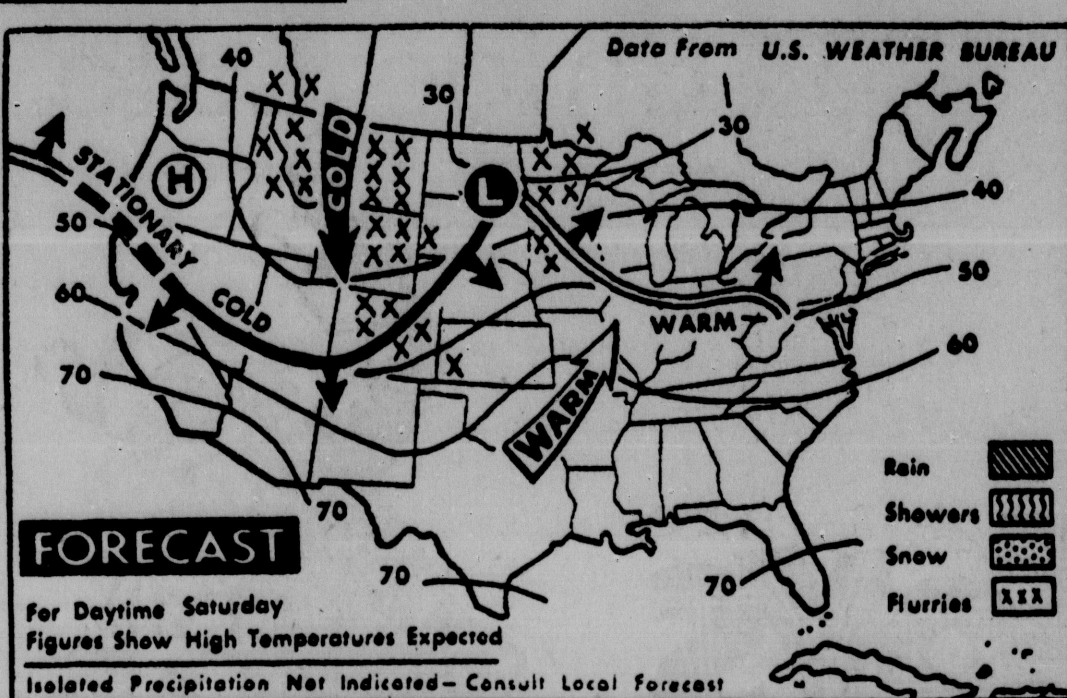 Data From U.S. WEATHER BUREAU
40
30
30
COLD
H
L
40
STATIONARY
50
50
60
COLD
WARM
60
70
WARM
70
70
70
Rain
Showers
Snow
Flurries
XXX
FORECAST
For Daytime Saturday
Figures Show High Temperatures Expected
Isolated Precipitation Not Indicated — Consult Local Forecast